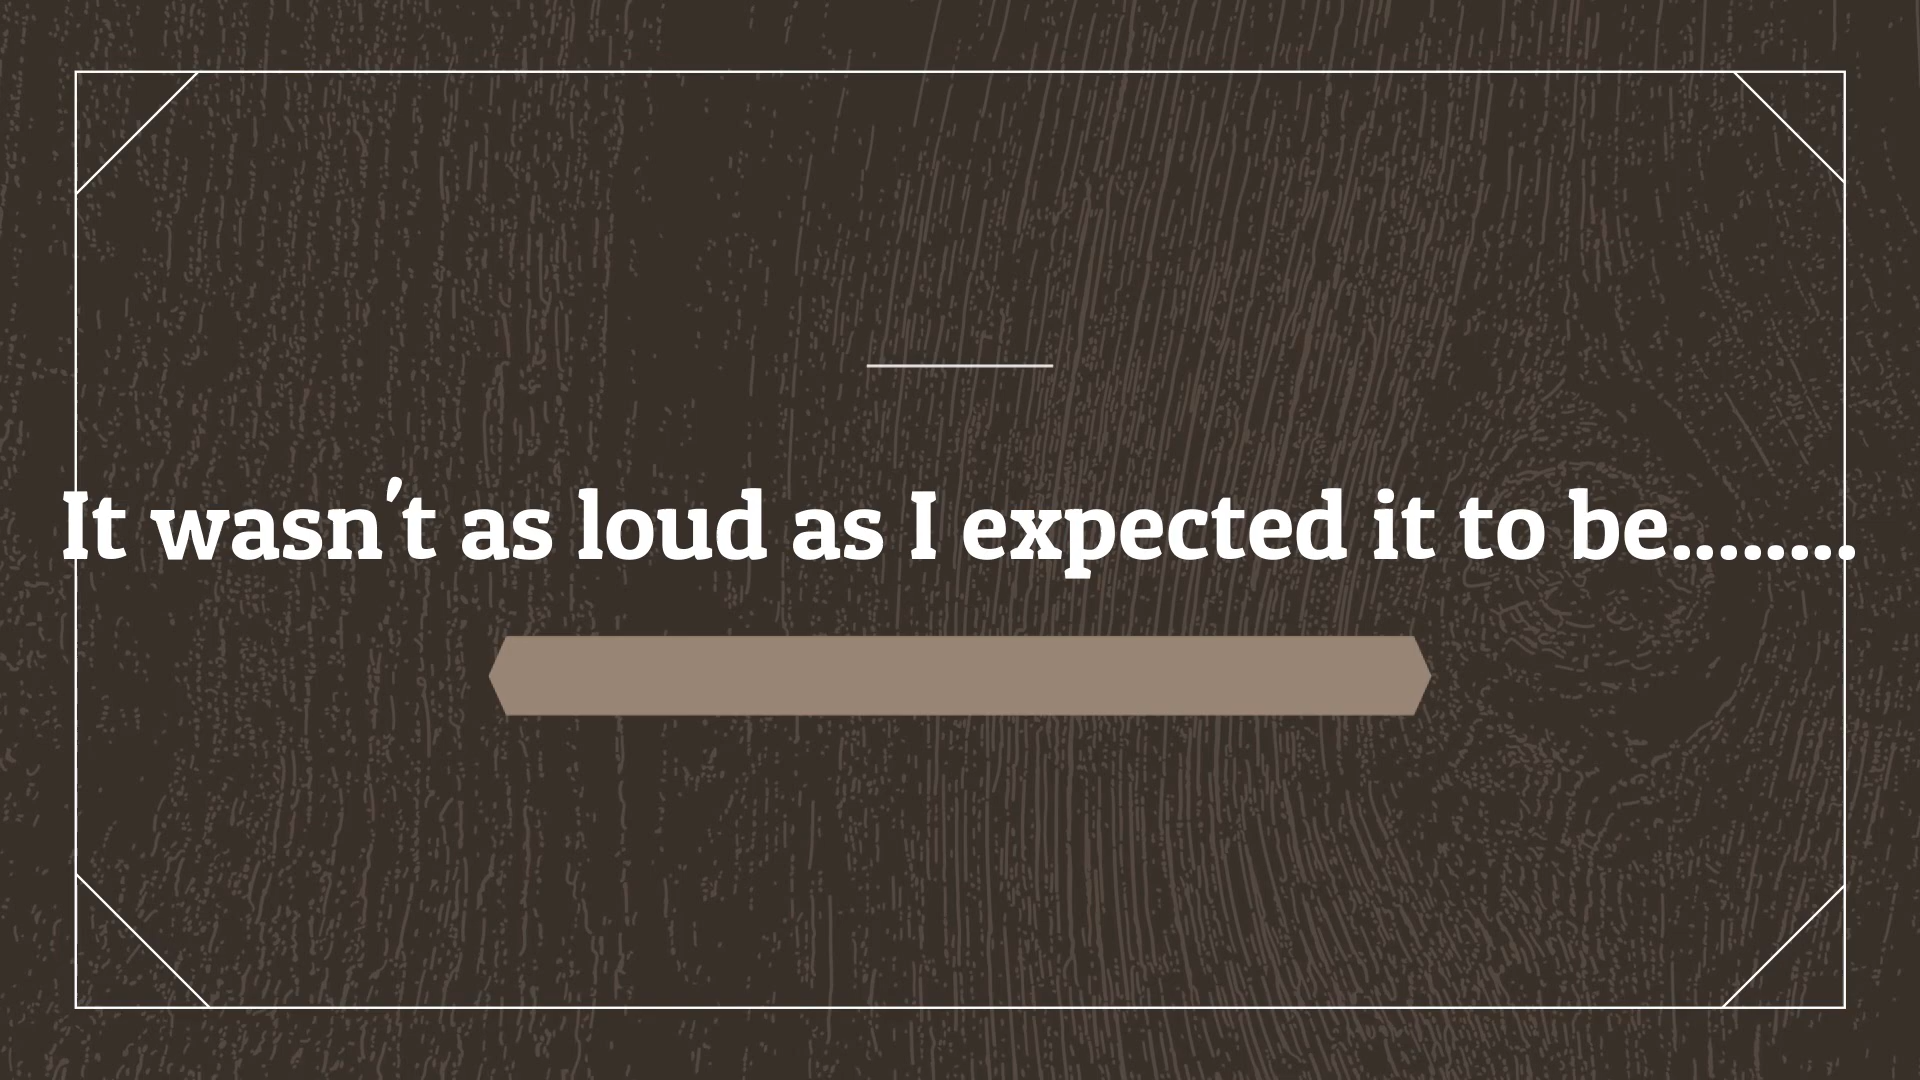 It wasn't as loud as I expected it to be........